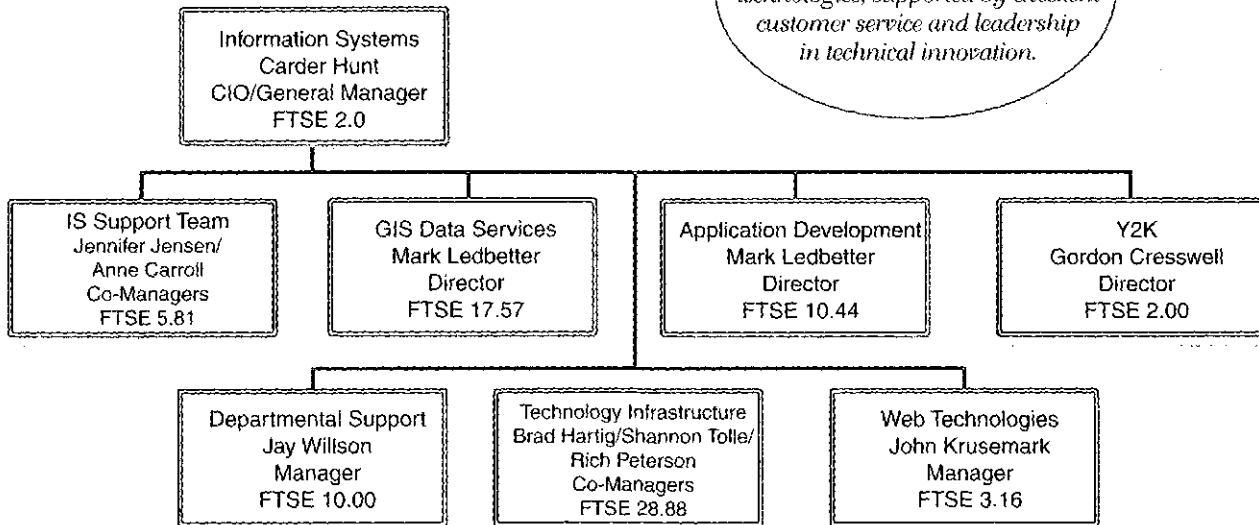 technologies, supported by excellent
customer service and leadership
in technical innovation.
Information Systems
Carder Hunt
CIO/General Manager
FTSE 2.0
IS Support Team
Jennifer Jensen/
Anne Carroll
Co-Managers
FTSE 5.81
GIS Data Services
Mark Ledbetter
Director
FTSE 17.57
Application Development
Mark Ledbetter
Director
FTSE 10.44
Y2K
Gordon Cresswell
Director
FTSE 2.00
Departmental Support
Jay Willson
Manager
FTSE 10.00
Technology Infrastructure
Brad Hartig/Shannon Tolle/
Rich Peterson
Co-Managers
FTSE 28.88
Web Technologies
John Krusemark
Manager
FTSE 3.16